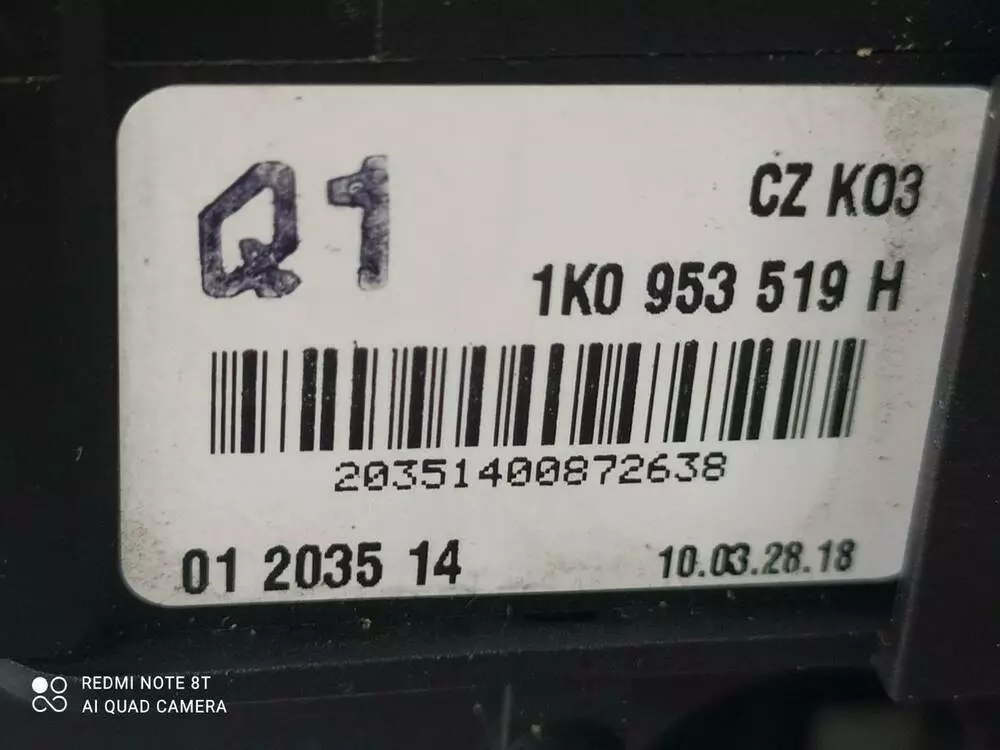 Q1
CZ K03
1K0 953 519 H
20351400872638
01 2035 14
10.03.28.18
REDMI NOTE 8T
AI QUAD CAMERA